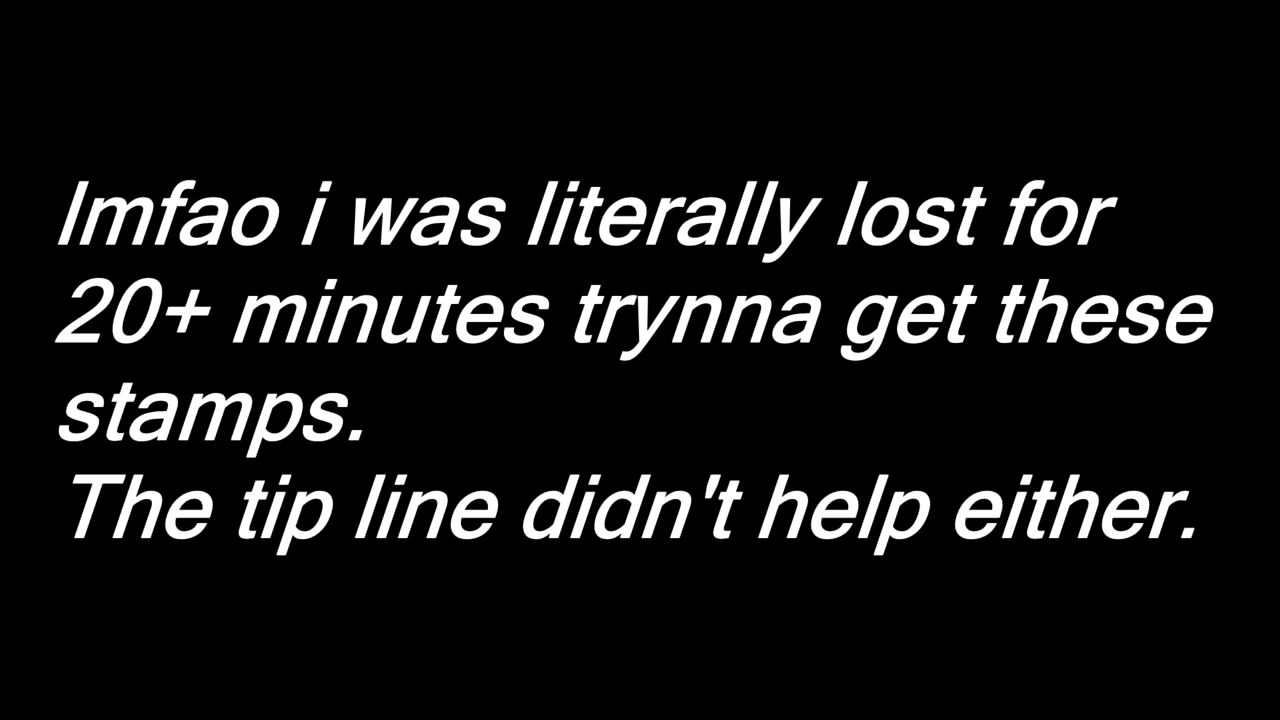 lmfao i was literally lost for
20+ minutes trynna get these
stamps.
The tip line didn't help either.